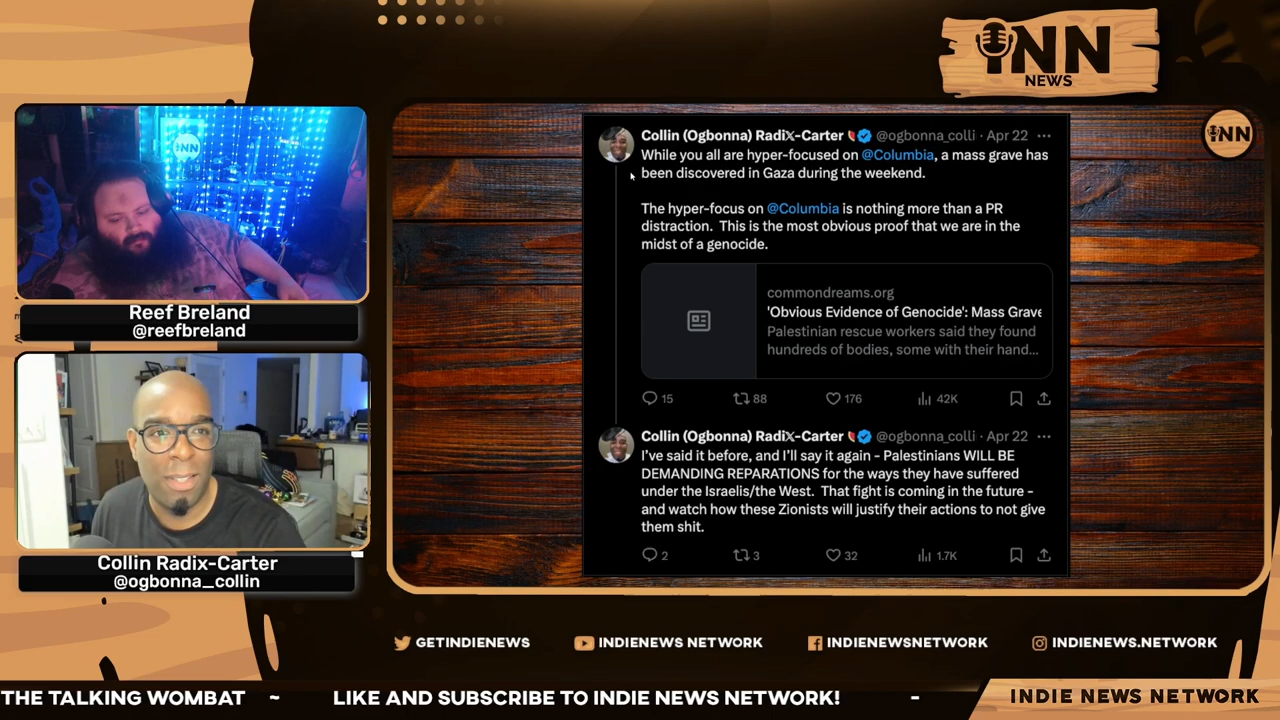 INN
NEWS
INN
INN
Reef Breland
@reefbreland
Collin Radix-Carter
@ogbonna_collin
Collin (Ogbonna) Radi𝕏-Carter 🍉 @ogbonna_colli · Apr 22 ···
While you all are hyper-focused on @Columbia, a mass grave has
been discovered in Gaza during the weekend.
The hyper-focus on @Columbia is nothing more than a PR
distraction. This is the most obvious proof that we are in the
midst of a genocide.
commondreams.org
'Obvious Evidence of Genocide': Mass Grave
Palestinian rescue workers said they found
hundreds of bodies, some with their hand...
15 88 176 42K
Collin (Ogbonna) Radi𝕏-Carter 🍉 @ogbonna_colli · Apr 22 ···
I've said it before, and I'll say it again - Palestinians WILL BE
DEMANDING REPARATIONS for the ways they have suffered
under the Israelis/the West. That fight is coming in the future -
and watch how these Zionists will justify their actions to not give
them shit.
2 3 32 1.7K
GETINDIENEWS INDIENEWS NETWORK INDIENEWSNETWORK INDIENEWS.NETWORK
THE TALKING WOMBAT ~ LIKE AND SUBSCRIBE TO INDIE NEWS NETWORK! -
INDIE NEWS NETWORK